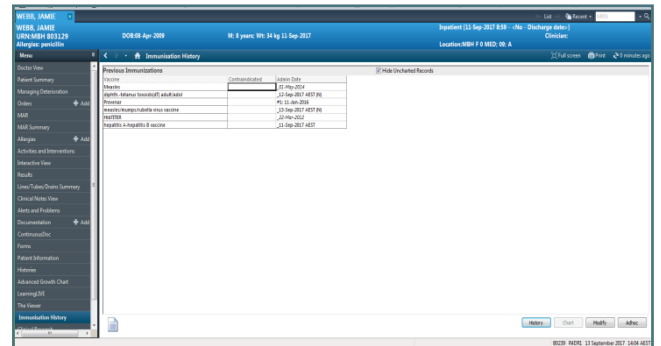 WEBB, JAMIE
List
Recent
WEBB, JAMIE
URN:MBH 803129
Allergies: penicillin
DOB:08-Apr-2009
M; 8 years; Wt: 34 kg 11-Sep-2017
Inpatient [11-Sep-2017 8:59 - <No - Discharge date>]
Clinician:
Location:MBH F 0 MED; 09; A
Menu
Immunisation History
Full screen
Print
0 minutes ago
Doctor View
Patient Summary
Managing Deterioration
Orders
Add
MAR
MAR Summary
Allergies
Add
Activities and Interventions
Interactive View
Results
Lines/Tubes/Drains Summary
Clinical Notes View
Alerts and Problems
Documentation
Add
ContinuousDoc
Forms
Patient Information
Histories
Advanced Growth Chart
LearningLIVE
The Viewer
Immunisation History
Previous Immunizations
Hide Uncharted Records
Vaccine Contraindicated Admin Date
Measles _01-May-2014
diphth.-tetanus toxoids(dT) adult/adol _12-Sep-2017 AEST [N]
Prevenar #1: 11-Jan-2016
measles/mumps/rubella virus vaccine _13-Sep-2017 AEST [N]
_22-Mar-2012
hepatitis A-hepatitis B vaccine _11-Sep-2017 AEST
History
Chart
Modify
Adhoc
13 September 2017 14:04 AEST